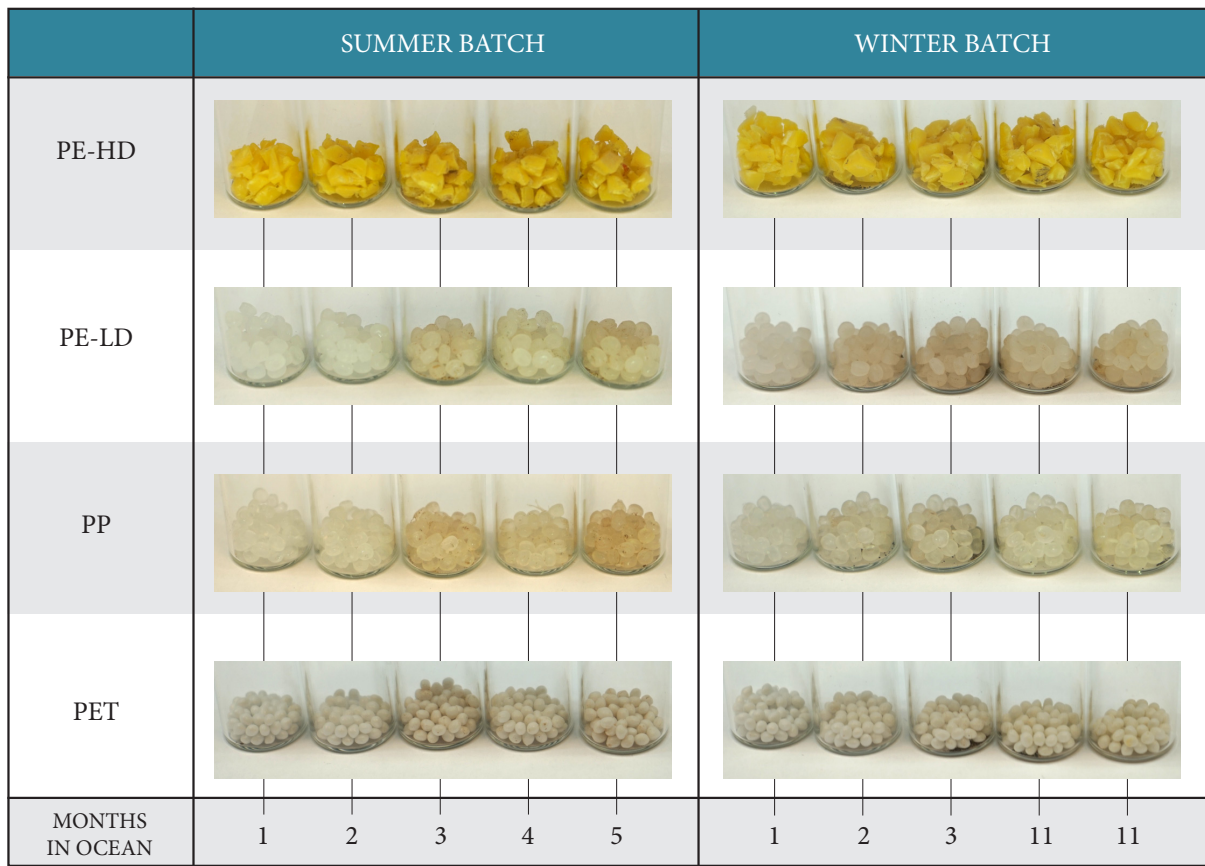 SUMMER BATCH
WINTER BATCH
PE-HD
PE-LD
PP
PET
MONTHS
IN OCEAN
1 2 3 4 5
1 2 3 11 11